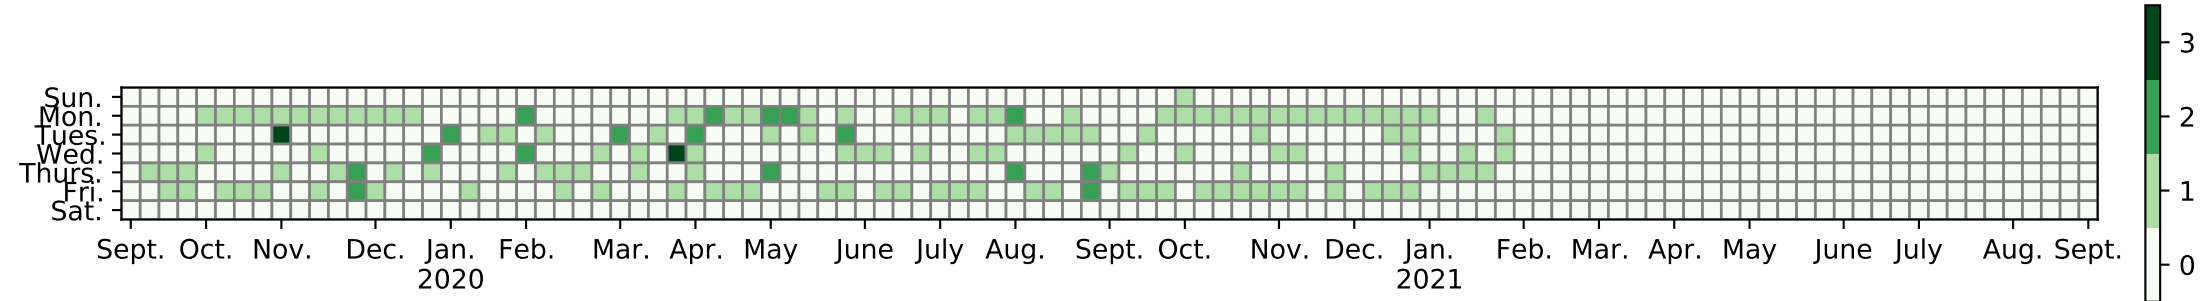 Sun.
Mon.
Tues.
Wed.
Thurs.
Fri.
Sat.
Sept. Oct. Nov. Dec. Jan. Feb. Mar. Apr. May June July Aug. Sept. Oct. Nov. Dec. Jan. Feb. Mar. Apr. May June July Aug. Sept.
2020 2021
3
2
1
0